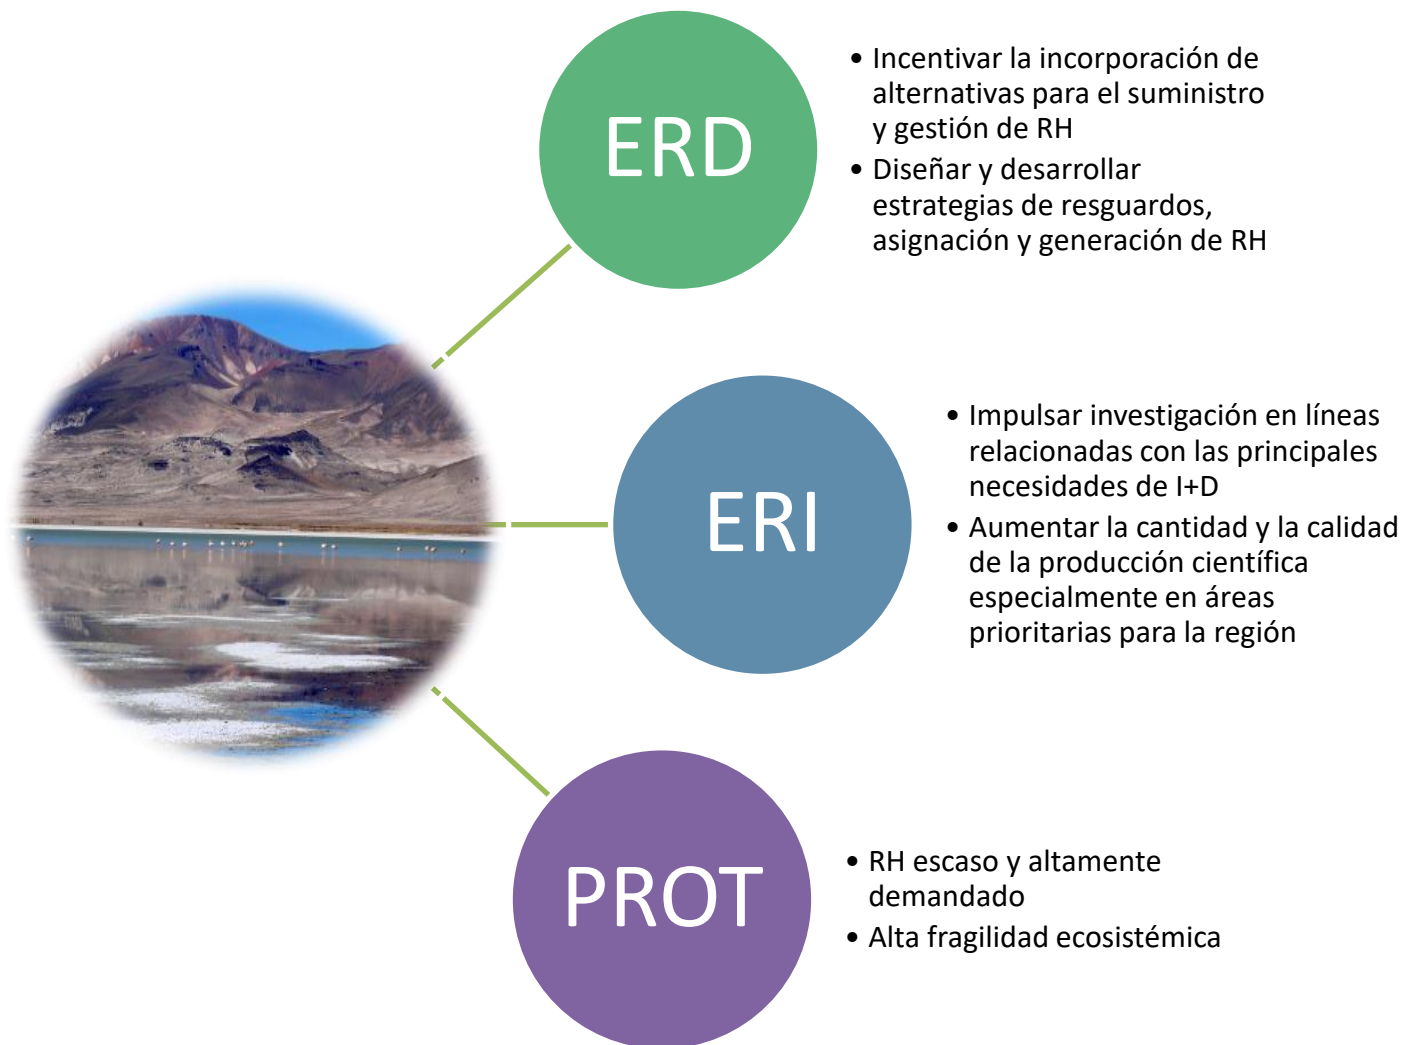 ERD
• Incentivar la incorporación de
alternativas para el suministro
y gestión de RH
• Diseñar y desarrollar
estrategias de resguardos,
asignación y generación de RH
ERI
• Impulsar investigación en líneas
relacionadas con las principales
necesidades de I+D
• Aumentar la cantidad y la calidad
de la producción científica
especialmente en áreas
prioritarias para la región
PROT
• RH escaso y altamente
demandado
• Alta fragilidad ecosistémica